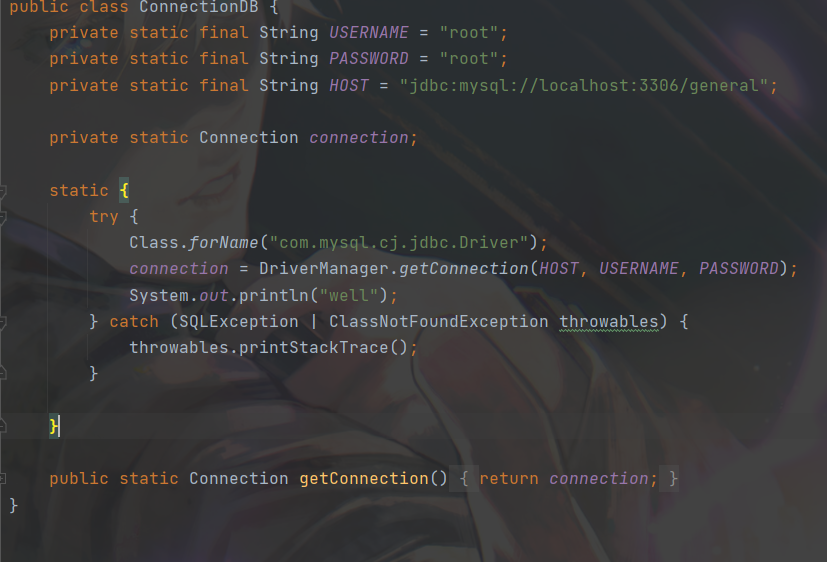 public class ConnectionDB {
    private static final String USERNAME = "root";
    private static final String PASSWORD = "root";
    private static final String HOST = "jdbc:mysql://localhost:3306/general";
    private static Connection connection;
    static {
        try {
            Class.forName("com.mysql.cj.jdbc.Driver");
            connection = DriverManager.getConnection(HOST, USERNAME, PASSWORD);
            System.out.println("well");
        } catch (SQLException | ClassNotFoundException throwables) {
            throwables.printStackTrace();
        }
    }
    public static Connection getConnection() { return connection; }
}